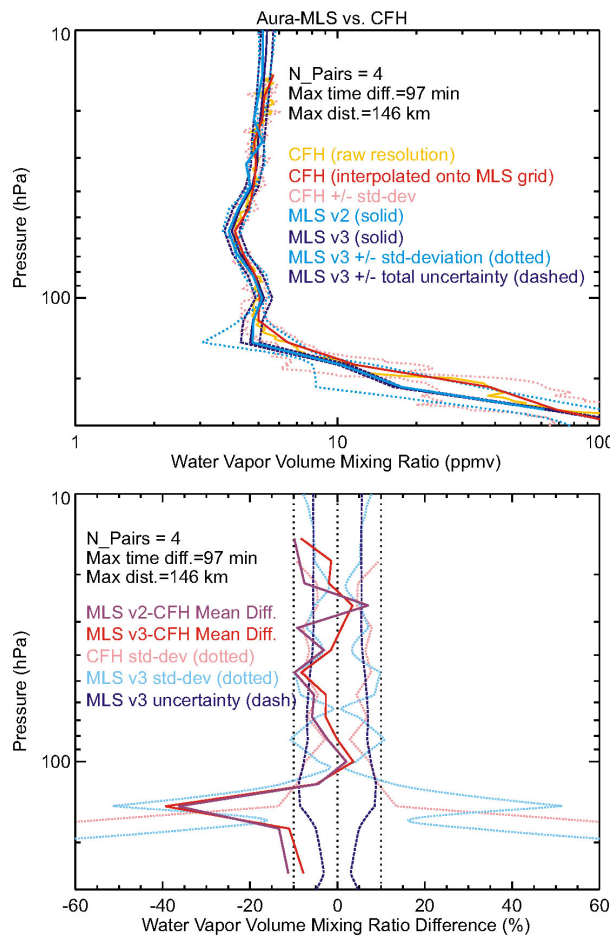 Aura-MLS vs. CFH
10
N_Pairs = 4
Max time diff.=97 min
Max dist.=146 km
CFH (raw resolution)
CFH (interpolated onto MLS grid)
CFH +/- std-dev
MLS v2 (solid)
MLS v3 (solid)
MLS v3 +/- std-deviation (dotted)
MLS v3 +/- total uncertainty (dashed)
Pressure (hPa)
100
1 10 100
Water Vapor Volume Mixing Ratio (ppmv)
10
N_Pairs = 4
Max time diff.=97 min
Max dist.=146 km
MLS v2-CFH Mean Diff.
MLS v3-CFH Mean Diff.
CFH std-dev (dotted)
MLS v3 std-dev (dotted)
MLS v3 uncertainty (dash)
Pressure (hPa)
100
-60 -40 -20 0 20 40 60
Water Vapor Volume Mixing Ratio Difference (%)